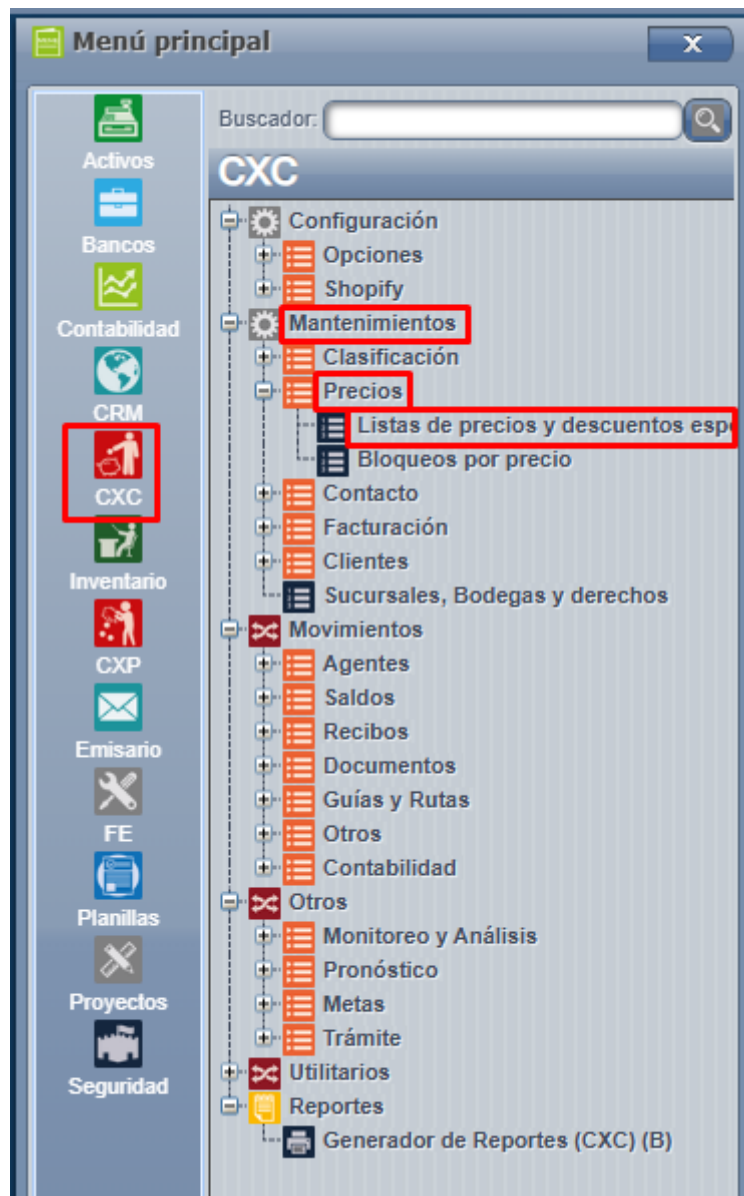 Menú principal
x
Activos
Bancos
Contabilidad
CRM
CXC
Inventario
CXP
Emisario
FE
Planillas
Proyectos
Seguridad
Buscador:
CXC
Configuración
Opciones
Shopify
Mantenimientos
Clasificación
Precios
Listas de precios y descuentos espe
Bloqueos por precio
Contacto
Facturación
Clientes
Sucursales, Bodegas y derechos
Movimientos
Agentes
Saldos
Recibos
Documentos
Guías y Rutas
Otros
Contabilidad
Otros
Monitoreo y Análisis
Pronóstico
Metas
Trámite
Utilitarios
Reportes
Generador de Reportes (CXC) (B)